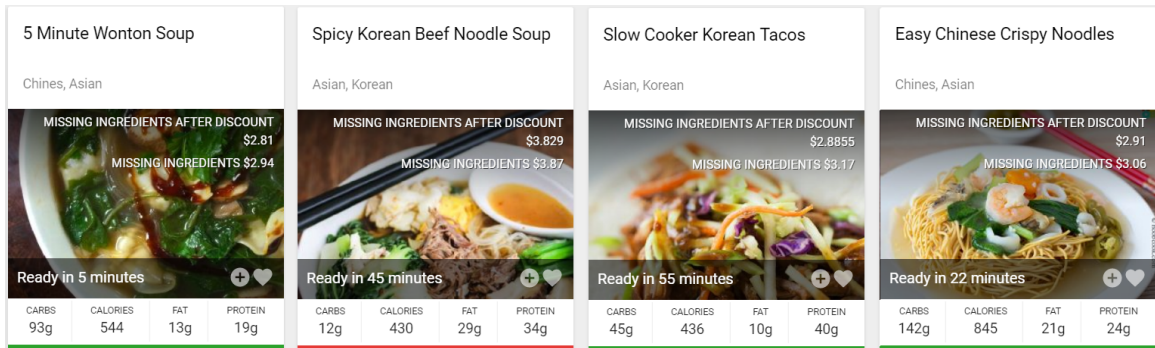 5 Minute Wonton Soup
Chines, Asian
MISSING INGREDIENTS AFTER DISCOUNT
$2.81
MISSING INGREDIENTS $2.94
Ready in 5 minutes
CARBS CALORIES FAT PROTEIN
93g 544 13g 19g
Spicy Korean Beef Noodle Soup
Asian, Korean
MISSING INGREDIENTS AFTER DISCOUNT
$3.829
MISSING INGREDIENTS $3.87
Ready in 45 minutes
CARBS CALORIES FAT PROTEIN
12g 430 29g 34g
Slow Cooker Korean Tacos
Asian, Korean
MISSING INGREDIENTS AFTER DISCOUNT
$2.8855
MISSING INGREDIENTS $3.17
Ready in 55 minutes
CARBS CALORIES FAT PROTEIN
45g 436 10g 40g
Easy Chinese Crispy Noodles
Chines, Asian
MISSING INGREDIENTS AFTER DISCOUNT
$2.91
MISSING INGREDIENTS $3.06
Ready in 22 minutes
CARBS CALORIES FAT PROTEIN
142g 845 21g 24g